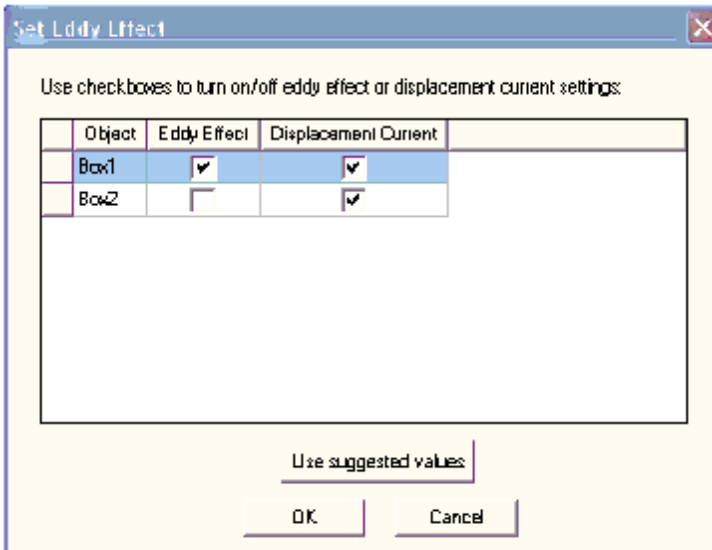 Set Eddy Effect
Use checkboxes to turn on/off eddy effect or displacement current settings:
Object Eddy Effect Displacement Current
Box1
Box2
Use suggested values
OK Cancel